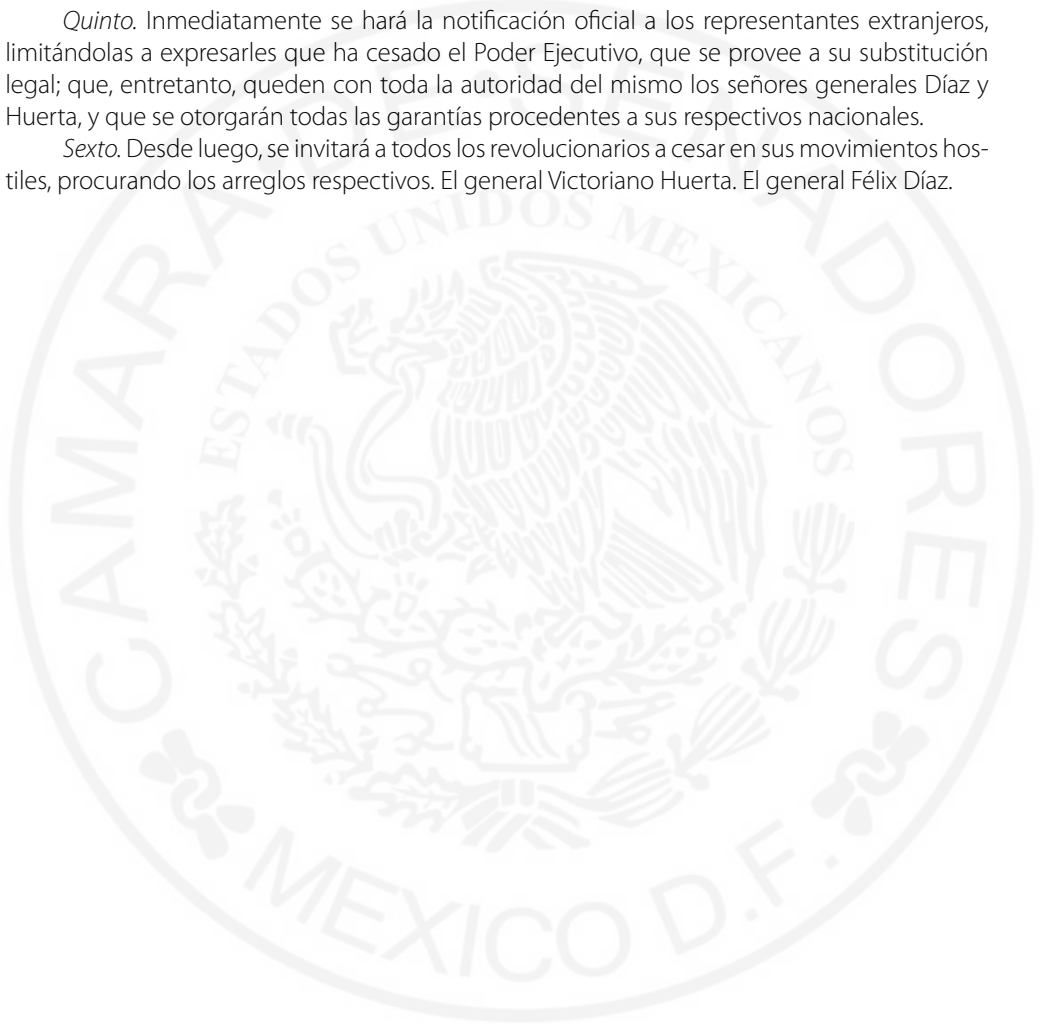 Quinto. Inmediatamente se hará la notificación oficial a los representantes extranjeros,
limitándolas a expresarles que ha cesado el Poder Ejecutivo, que se provee a su substitución
legal; que, entretanto, queden con toda la autoridad del mismo los señores generales Díaz y
Huerta, y que se otorgarán todas las garantías procedentes a sus respectivos nacionales.
Sexto. Desde luego, se invitará a todos los revolucionarios a cesar en sus movimientos hos-
tiles, procurando los arreglos respectivos. El general Victoriano Huerta. El general Félix Díaz.
CAMARA DE SENADORES
ESTADOS UNIDOS MEXICANOS
MEXICO D.F.